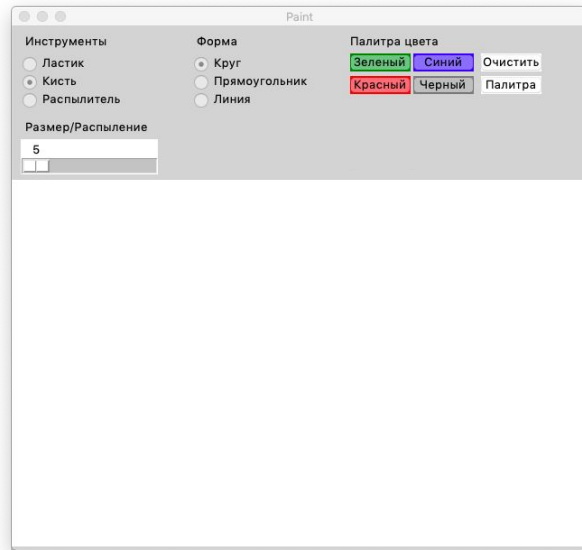 Paint
Инструменты Форма Палитра цвета
Ластик Круг Зеленый Синий Очистить
Кисть Прямоугольник Красный Черный Палитра
Распылитель Линия
Размер/Распыление
5